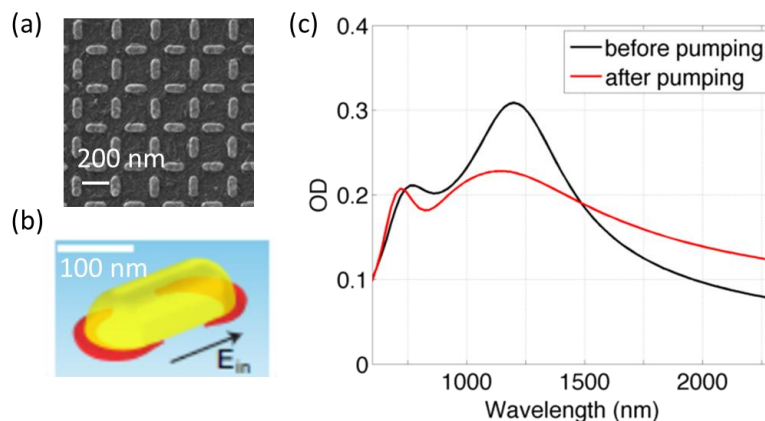 (a)
200 nm
(b)
100 nm
E in
(c)
0.4
0.3
0.2
0.1
0
OD
before pumping
after pumping
1000
1500
2000
Wavelength (nm)